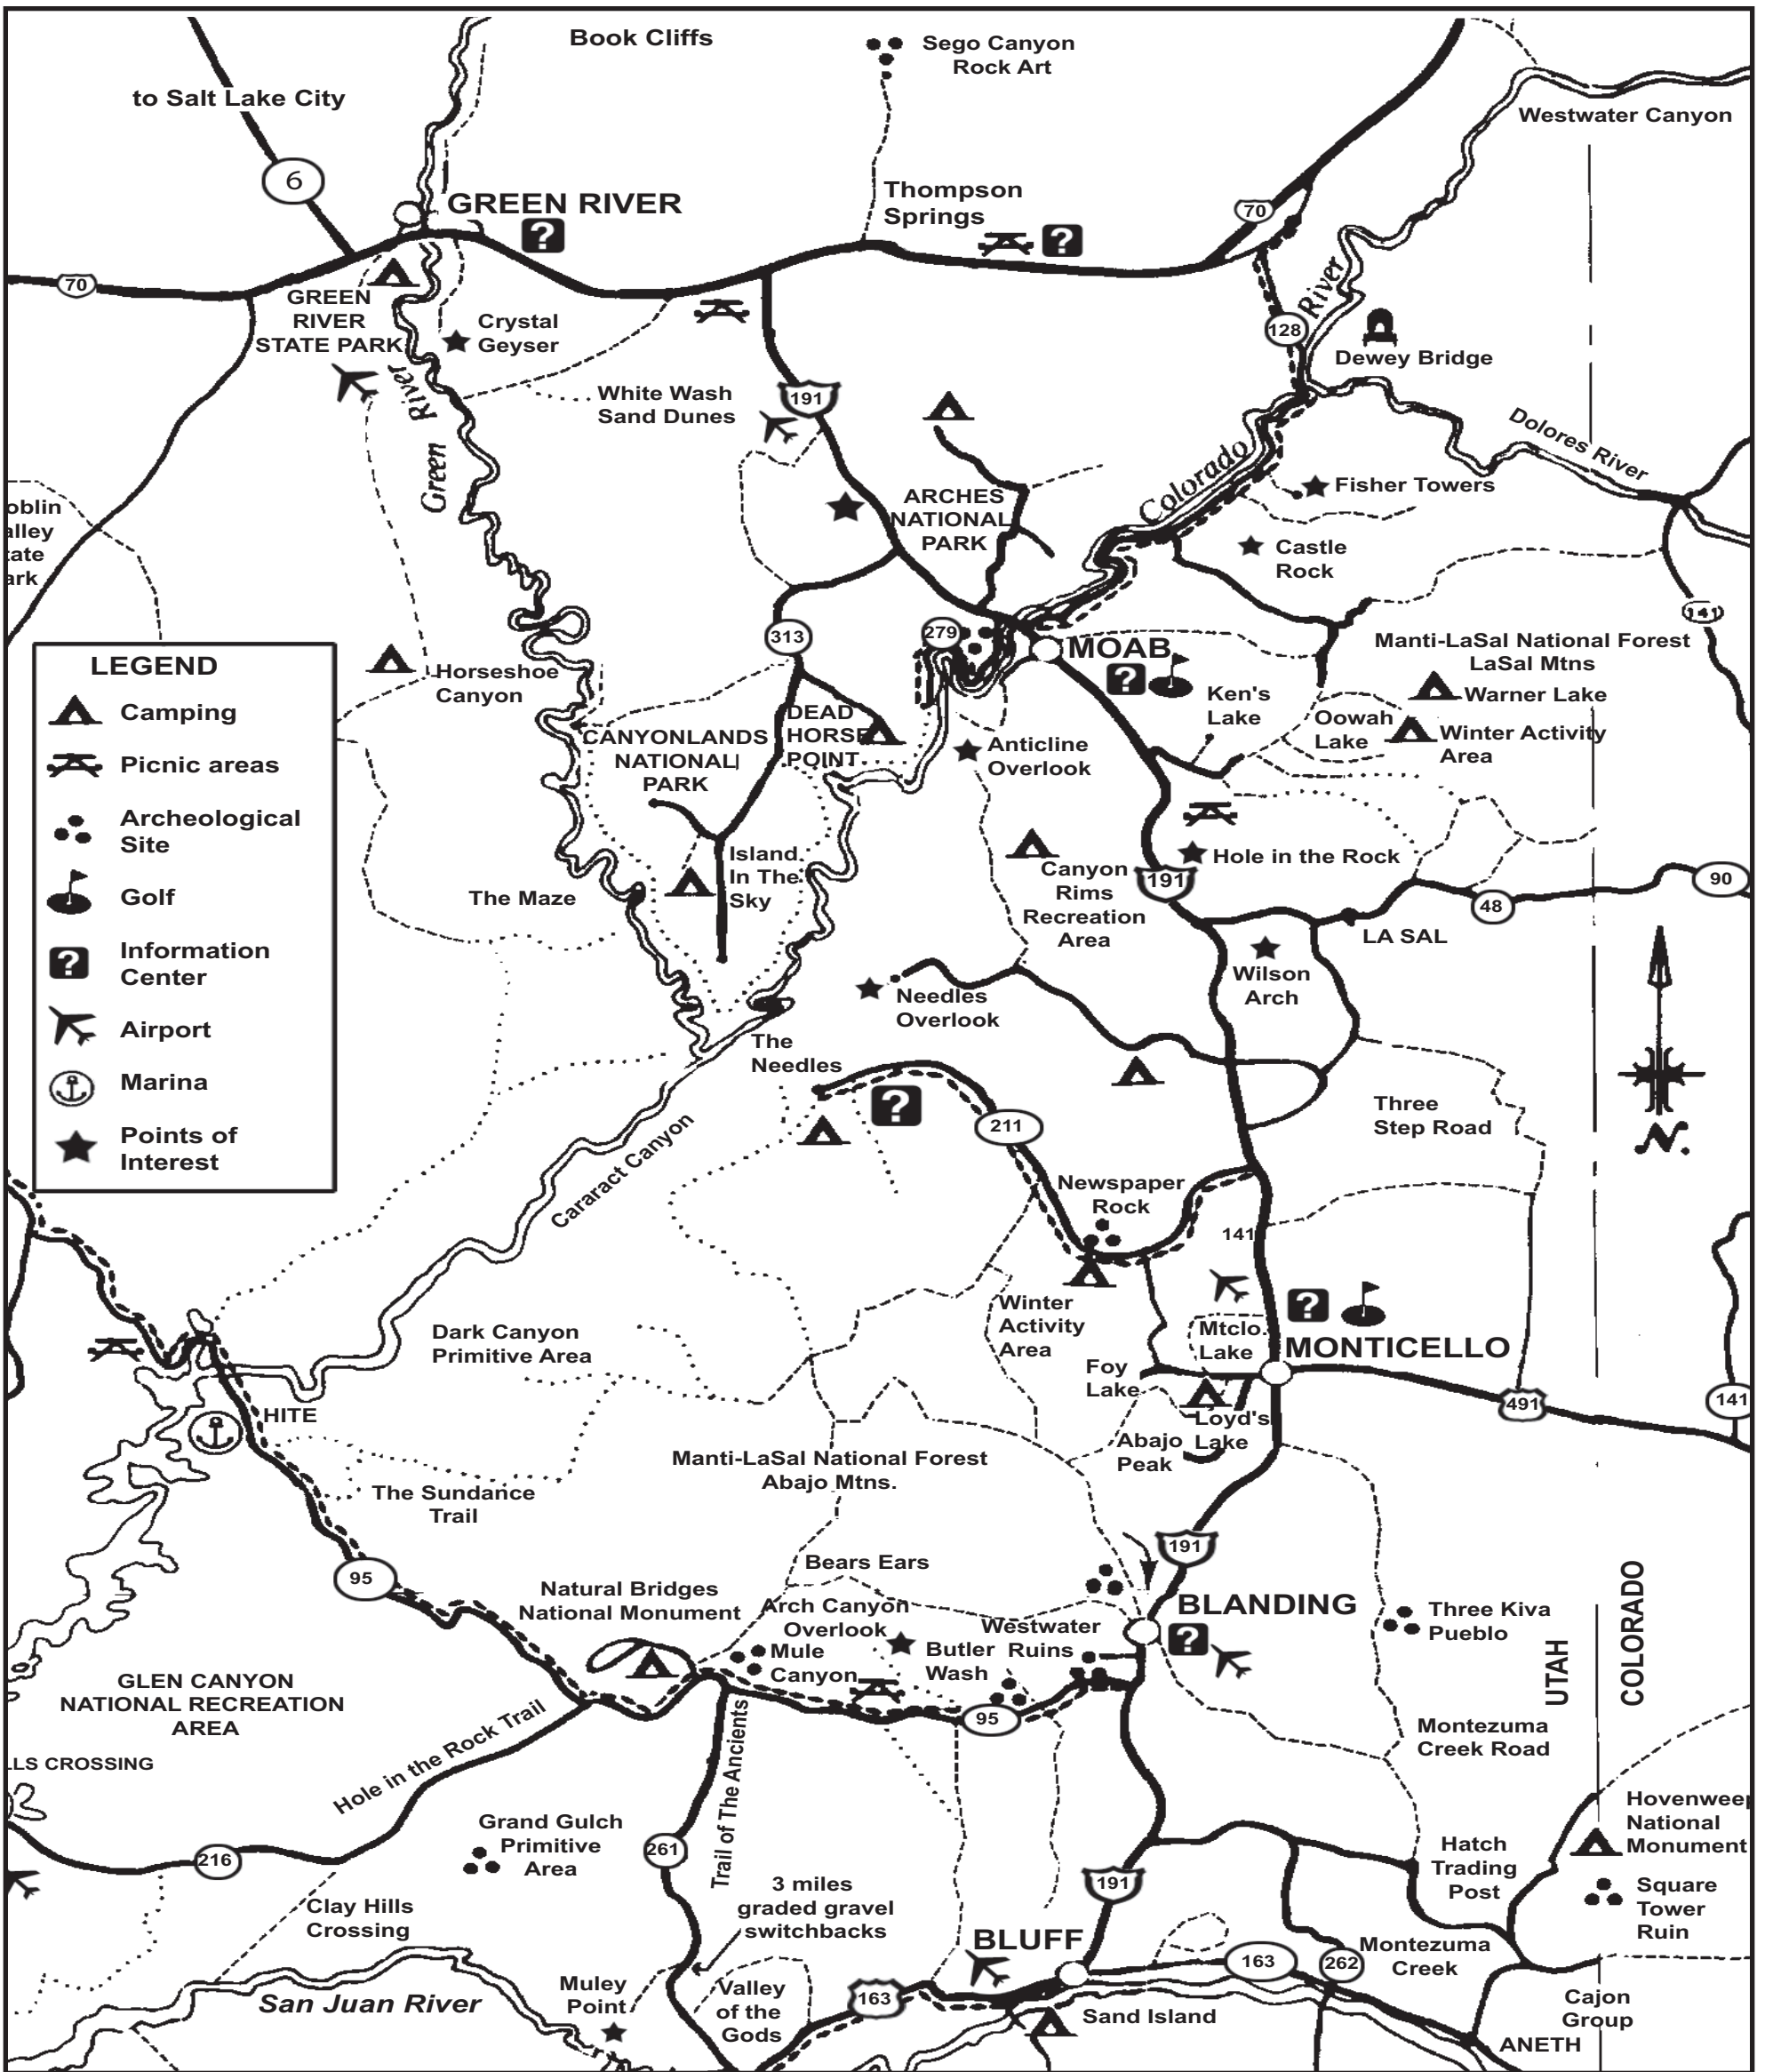 Book Cliffs
Sego Canyon
Rock Art
to Salt Lake City
Westwater Canyon
6
GREEN RIVER
?
Thompson
Springs
?
70
70
GREEN
RIVER
STATE PARK
Crystal
Geyser
River
128
Dewey Bridge
White Wash
Sand Dunes
191
Green River
Dolores River
Colorado
Fisher Towers
ARCHES
NATIONAL
PARK
oblin
alley
tate
ark
Castle
Rock
141
313
279
MOAB
?
Manti-LaSal National Forest
LaSal Mtns
Warner Lake
Horseshoe
Canyon
Ken's
Lake
Oowah
Lake
Winter Activity
Area
CANYONLANDS
NATIONAL
PARK
DEAD
HORSE
POINT
Anticline
Overlook
LEGEND
Camping
Picnic areas
Archeological
Site
Golf
?
Information
Center
Airport
Marina
Points of
Interest
Island
In The
Sky
The Maze
Canyon
Rims
Recreation
Area
Hole in the Rock
191
90
48
LA SAL
Wilson
Arch
Needles
Overlook
The
Needles
?
211
Three
Step Road
N.
Cararact Canyon
Newspaper
Rock
141
Winter
Activity
Area
?
Mtclo.
Lake
MONTICELLO
Dark Canyon
Primitive Area
Foy
Lake
491
141
Loyd's
Lake
Abajo
Peak
HITE
Manti-LaSal National Forest
Abajo Mtns.
The Sundance
Trail
191
95
Bears Ears
Natural Bridges
National Monument
Arch Canyon
Overlook
Mule
Canyon
Butler
Wash
Westwater
Ruins
BLANDING
?
Three Kiva
Pueblo
UTAH
COLORADO
GLEN CANYON
NATIONAL RECREATION
AREA
95
Montezuma
Creek Road
LLS CROSSING
Hole in the Rock Trail
Trail of The Ancients
Hovenweep
National
Monument
Grand Gulch
Primitive
Area
261
216
Hatch
Trading
Post
191
Square
Tower
Ruin
3 miles
graded gravel
switchbacks
Clay Hills
Crossing
BLUFF
163
262
Montezuma
Creek
San Juan River
Muley
Point
Valley
of the
Gods
163
Sand Island
Cajon
Group
ANETH